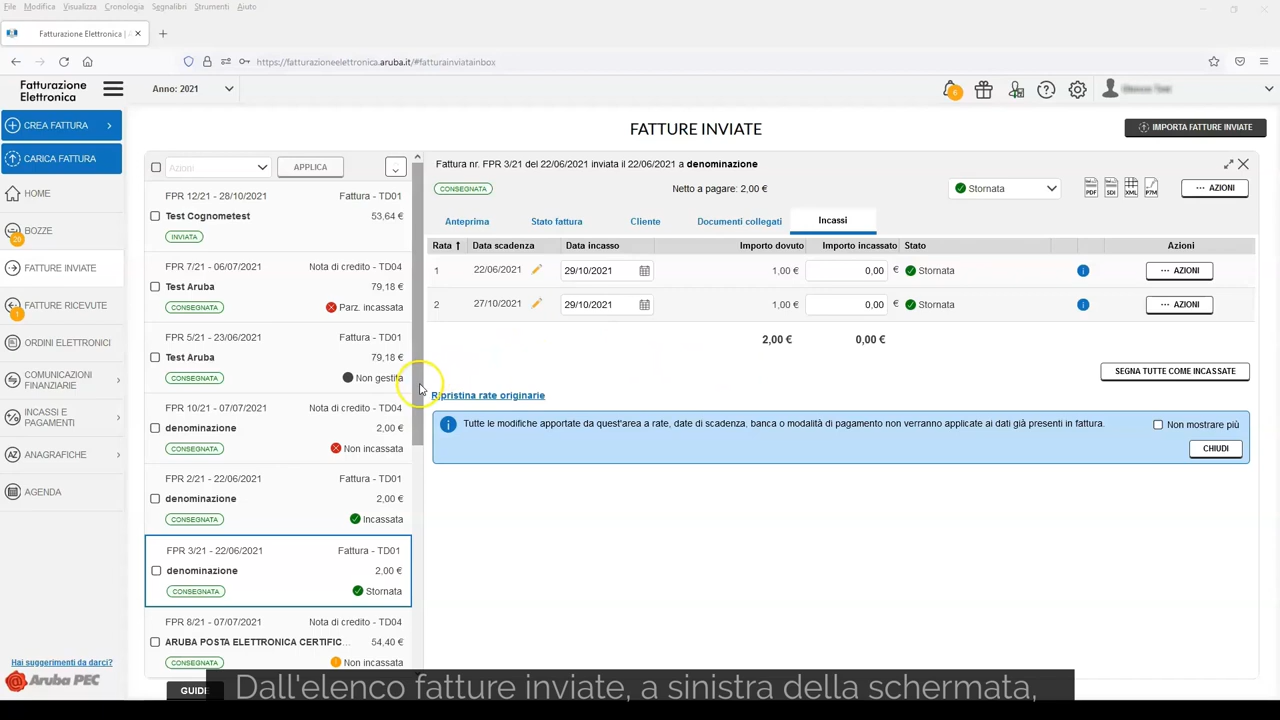 File Modifica Visualizza Cronologia Segnalibri Strumenti Aiuto
Fatturazione Elettronica | A
https://fatturazioneelettronica.aruba.it/#fatturainviatainbox
Fatturazione
Elettronica
Anno: 2021
6
CREA FATTURA
CARICA FATTURA
HOME
BOZZE
FATTURE INVIATE
FATTURE RICEVUTE
1
ORDINI ELETTRONICI
COMUNICAZIONI
FINANZIARIE
INCASSI E
PAGAMENTI
ANAGRAFICHE
AGENDA
Hai suggerimenti da darci?
Aruba PEC
FATTURE INVIATE
IMPORTA FATTURE INVIATE
Azioni
APPLICA
FPR 12/21 - 28/10/2021 Fattura - TD01
Test Cognometest 53,64 €
INVIATA
FPR 7/21 - 06/07/2021 Nota di credito - TD04
Test Aruba 79,18 €
CONSEGNATA Parz. incassata
FPR 5/21 - 23/06/2021 Fattura - TD01
Test Aruba 79,18 €
CONSEGNATA Non gestita
FPR 10/21 - 07/07/2021 Nota di credito - TD04
denominazione 2,00 €
CONSEGNATA Non incassata
FPR 2/21 - 22/06/2021 Fattura - TD01
denominazione 2,00 €
CONSEGNATA Incassata
FPR 3/21 - 22/06/2021 Fattura - TD01
denominazione 2,00 €
CONSEGNATA Stornata
FPR 8/21 - 07/07/2021 Nota di credito - TD04
ARUBA POSTA ELETTRONICA CERTIFIC... 54,40 €
CONSEGNATA Non incassata
GUIDE
Fattura nr. FPR 3/21 del 22/06/2021 inviata il 22/06/2021 a denominazione
CONSEGNATA Netto a pagare: 2,00 € Stornata PDF SDI XML P7M ··· AZIONI
Anteprima Stato fattura Cliente Documenti collegati Incassi
Rata Data scadenza Data incasso Importo dovuto Importo incassato Stato Azioni
1 22/06/2021 29/10/2021 1,00 € 0,00 € Stornata ··· AZIONI
2 27/10/2021 29/10/2021 1,00 € 0,00 € Stornata ··· AZIONI
2,00 € 0,00 €
SEGNA TUTTE COME INCASSATE
Ripristina rate originarie
Tutte le modifiche apportate da quest'area a rate, date di scadenza, banca o modalità di pagamento non verranno applicate ai dati già presenti in fattura.
Non mostrare più
CHIUDI
Dall'elenco fatture inviate, a sinistra della schermata,